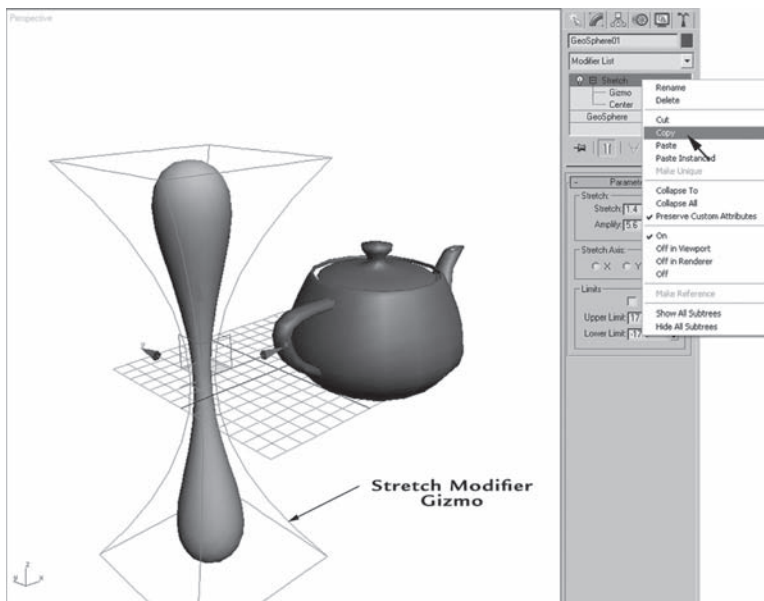 Perspective
GeoSphere01
Modifier List
Stretch
Gizmo
Center
GeoSphere
Rename
Delete
Cut
Copy
Paste
Paste Instanced
Make Unique
Collapse To
Collapse All
Preserve Custom Attributes
On
Off in Viewport
Off in Renderer
Off
Make Reference
Show All Subtrees
Hide All Subtrees
Stretch:
Stretch: 1.4
Amplify: 5.6
Stretch Axis:
X Y
Limits
Upper Limit: 17
Lower Limit:
Stretch Modifier
Gizmo
z
y x